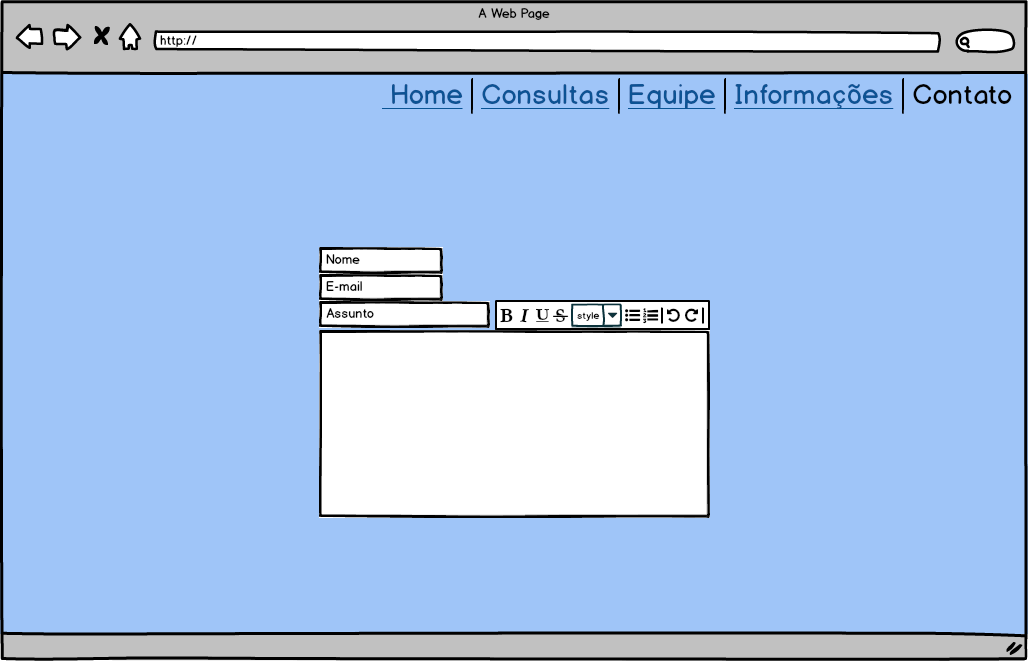 A Web Page
http://
Home Consultas Equipe Informações Contato
Nome
E-mail
Assunto
B I U S style